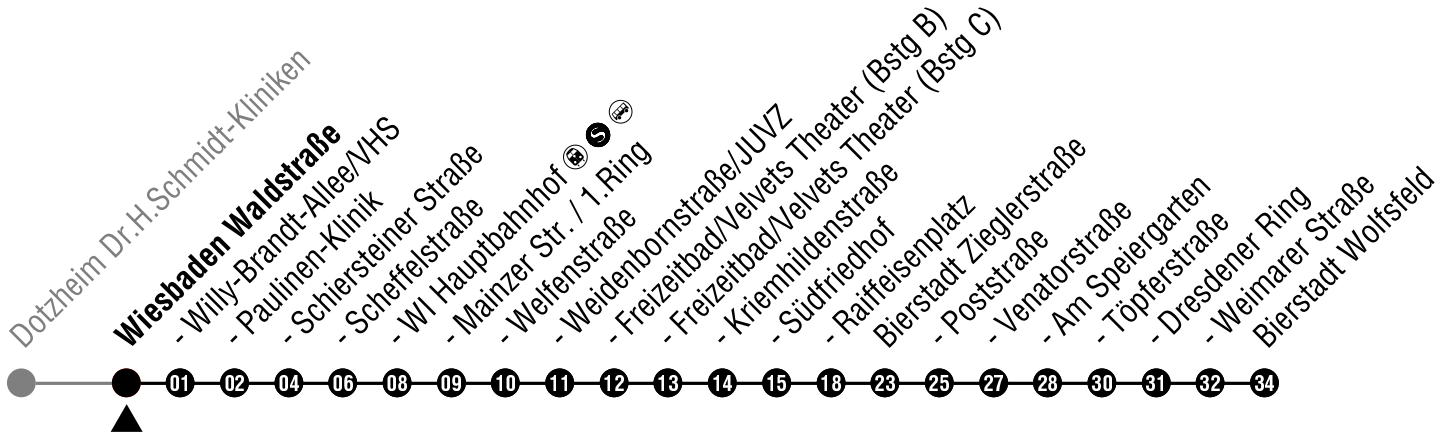 Dotzheim Dr.H.Schmidt-Kliniken
Wiesbaden Waldstraße
- Willy-Brandt-Allee/VHS
- Paulinen-Klinik
- Schiersteiner Straße
- Scheffelstraße
- WI Hauptbahnhof S
- Mainzer Str. / 1.Ring
- Welfenstraße
- Weidenbornstraße/JUVZ
- Freizeitbad/Velvets Theater (Bstg B)
- Freizeitbad/Velvets Theater (Bstg C)
- Kriemhildenstraße
- Südfriedhof
- Raiffeisenplatz
Bierstadt Zieglerstraße
- Poststraße
- Venatorstraße
- Am Speiergarten
- Töpferstraße
- Dresdener Ring
- Weimarer Straße
Bierstadt Wolfsfeld
01 02 04 06 08 09 10 11 12 13 14 15 18 23 25 27 28 30 31 32 34